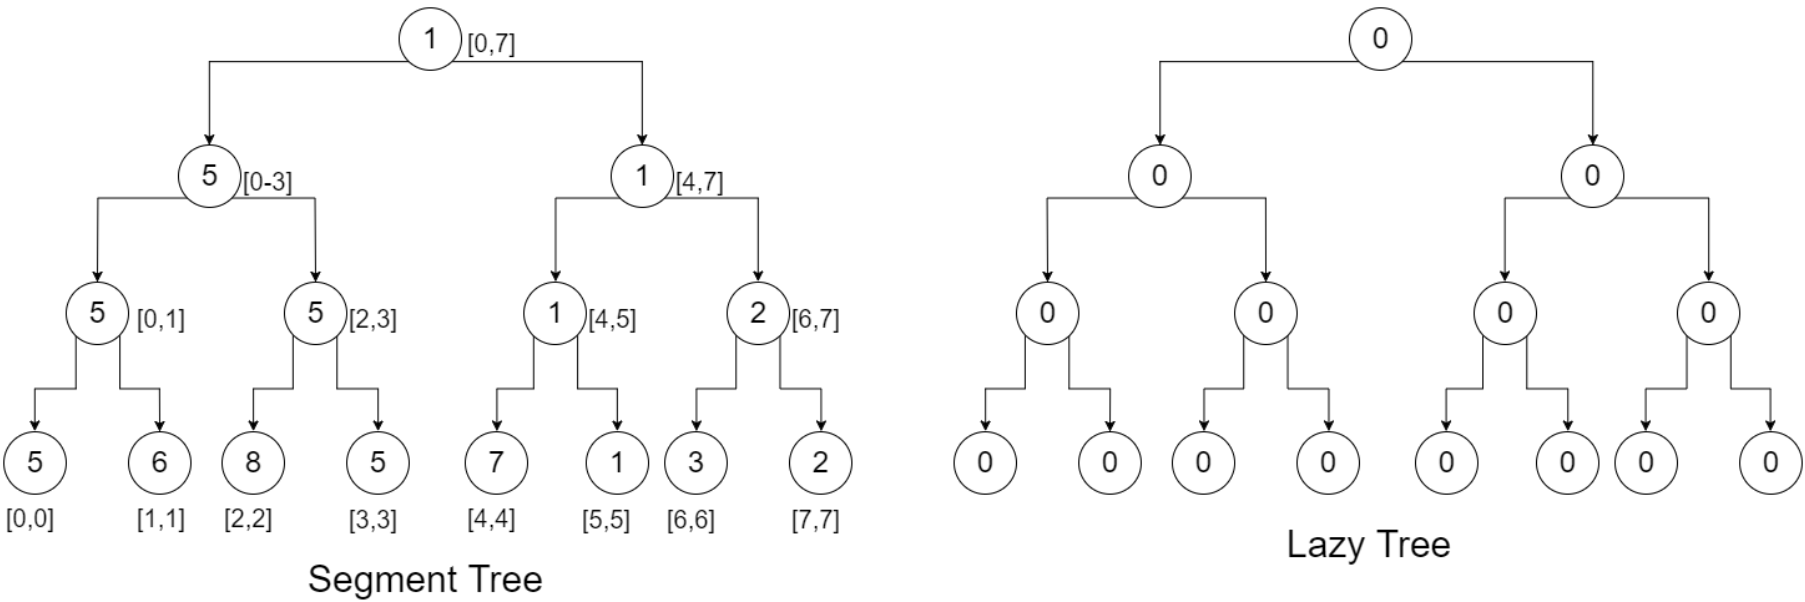 1 [0,7] 0
5 [0-3] 1 [4,7] 0 0
5 [0,1] 5 [2,3] 1 [4,5] 2 [6,7] 0 0 0 0
5 6 8 5 7 1 3 2 0 0 0 0 0 0 0 0
[0,0] [1,1] [2,2] [3,3] [4,4] [5,5] [6,6] [7,7]
Lazy Tree
Segment Tree